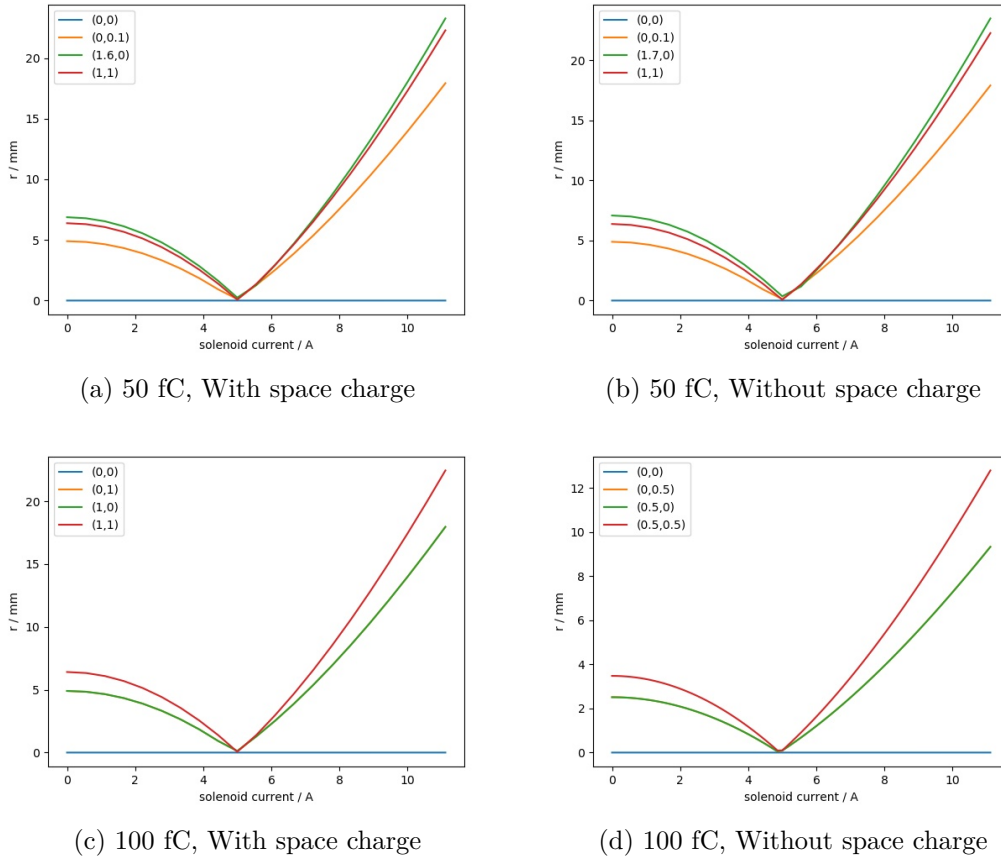 (0,0)
(0,0.1)
(1.6,0)
(1,1)
20
15
10
5
0
r / mm
0 2 4 6 8 10
solenoid current / A
(a) 50 fC, With space charge
(0,0)
(0,0.1)
(1.7,0)
(1,1)
20
15
10
5
0
r / mm
0 2 4 6 8 10
solenoid current / A
(b) 50 fC, Without space charge
(0,0)
(0,1)
(1,0)
(1,1)
20
15
10
5
0
r / mm
0 2 4 6 8 10
solenoid current / A
(c) 100 fC, With space charge
(0,0)
(0,0.5)
(0.5,0)
(0.5,0.5)
12
10
8
6
4
2
0
r / mm
0 2 4 6 8 10
solenoid current / A
(d) 100 fC, Without space charge